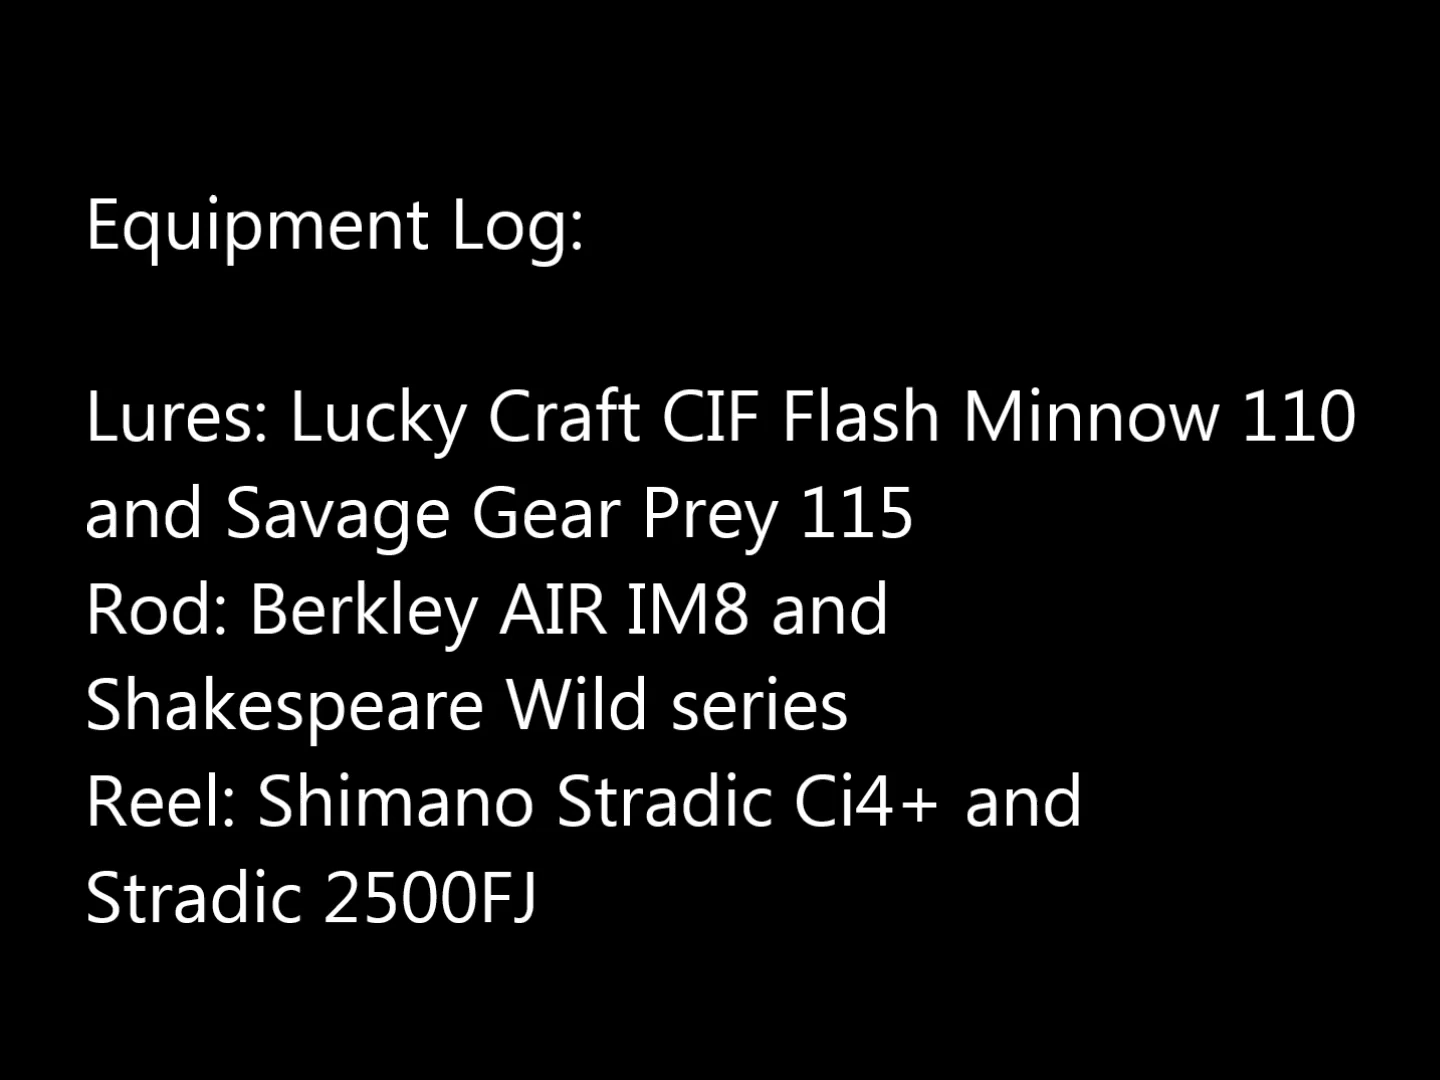 Equipment Log:
Lures: Lucky Craft CIF Flash Minnow 110
and Savage Gear Prey 115
Rod: Berkley AIR IM8 and
Shakespeare Wild series
Reel: Shimano Stradic Ci4+ and
Stradic 2500FJ